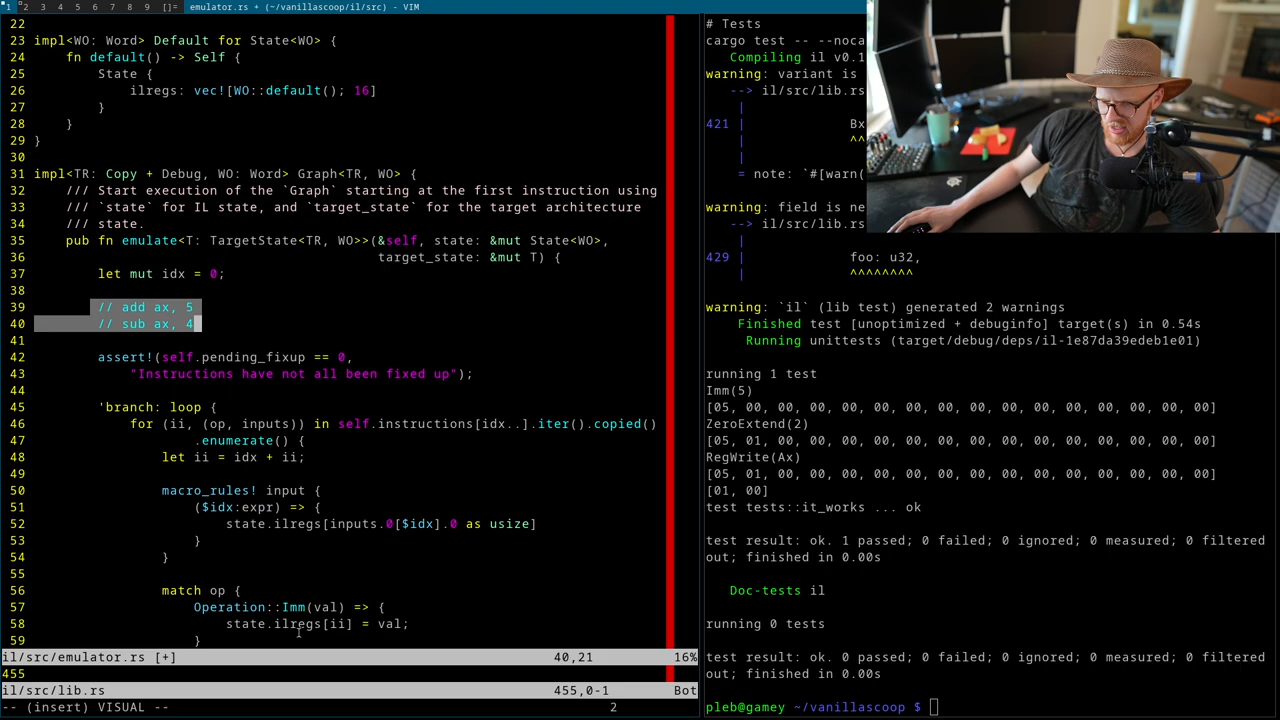 1 2 3 4 5 6 7 8 9 []= emulator.rs + (~/vanillascoop/il/src) - VIM
22
23 impl<WO: Word> Default for State<WO> {
24     fn default() -> Self {
25         State {
26             ilregs: vec![WO::default(); 16]
27         }
28     }
29 }
30
31 impl<TR: Copy + Debug, WO: Word> Graph<TR, WO> {
32     /// Start execution of the `Graph` starting at the first instruction using
33     /// `state` for IL state, and `target_state` for the target architecture
34     /// state.
35     pub fn emulate<T: TargetState<TR, WO>>(&self, state: &mut State<WO>,
36                                            target_state: &mut T) {
37         let mut idx = 0;
38
39         // add ax, 5
40         // sub ax, 4
41
42         assert!(self.pending_fixup == 0,
43             "Instructions have not all been fixed up");
44
45         'branch: loop {
46             for (ii, (op, inputs)) in self.instructions[idx..].iter().copied()
47                     .enumerate() {
48                 let ii = idx + ii;
49
50                 macro_rules! input {
51                     ($idx:expr) => {
52                         state.ilregs[inputs.0[$idx].0 as usize]
53                     }
54                 }
55
56                 match op {
57                     Operation::Imm(val) => {
58                         state.ilregs[ii] = val;
59                     }
il/src/emulator.rs [+] 40,21 16%
455
il/src/lib.rs 455,0-1 Bot
-- (insert) VISUAL -- 2
# Tests
cargo test -- --noca
   Compiling il v0.1
warning: variant is
   --> il/src/lib.rs
    |
421 |           Bx
    |           ^^
    |
    = note: `#[warn(
warning: field is ne
   --> il/src/lib.rs
    |
429 |           foo: u32,
    |           ^^^^^^^^
warning: `il` (lib test) generated 2 warnings
    Finished test [unoptimized + debuginfo] target(s) in 0.54s
     Running unittests (target/debug/deps/il-1e87da39edeb1e01)
running 1 test
Imm(5)
[05, 00, 00, 00, 00, 00, 00, 00, 00, 00, 00, 00, 00, 00, 00, 00]
ZeroExtend(2)
[05, 01, 00, 00, 00, 00, 00, 00, 00, 00, 00, 00, 00, 00, 00, 00]
RegWrite(Ax)
[05, 01, 00, 00, 00, 00, 00, 00, 00, 00, 00, 00, 00, 00, 00, 00]
[01, 00]
test tests::it_works ... ok
test result: ok. 1 passed; 0 failed; 0 ignored; 0 measured; 0 filtered
out; finished in 0.00s
   Doc-tests il
running 0 tests
test result: ok. 0 passed; 0 failed; 0 ignored; 0 measured; 0 filtered
out; finished in 0.00s
pleb@gamey ~/vanillascoop $